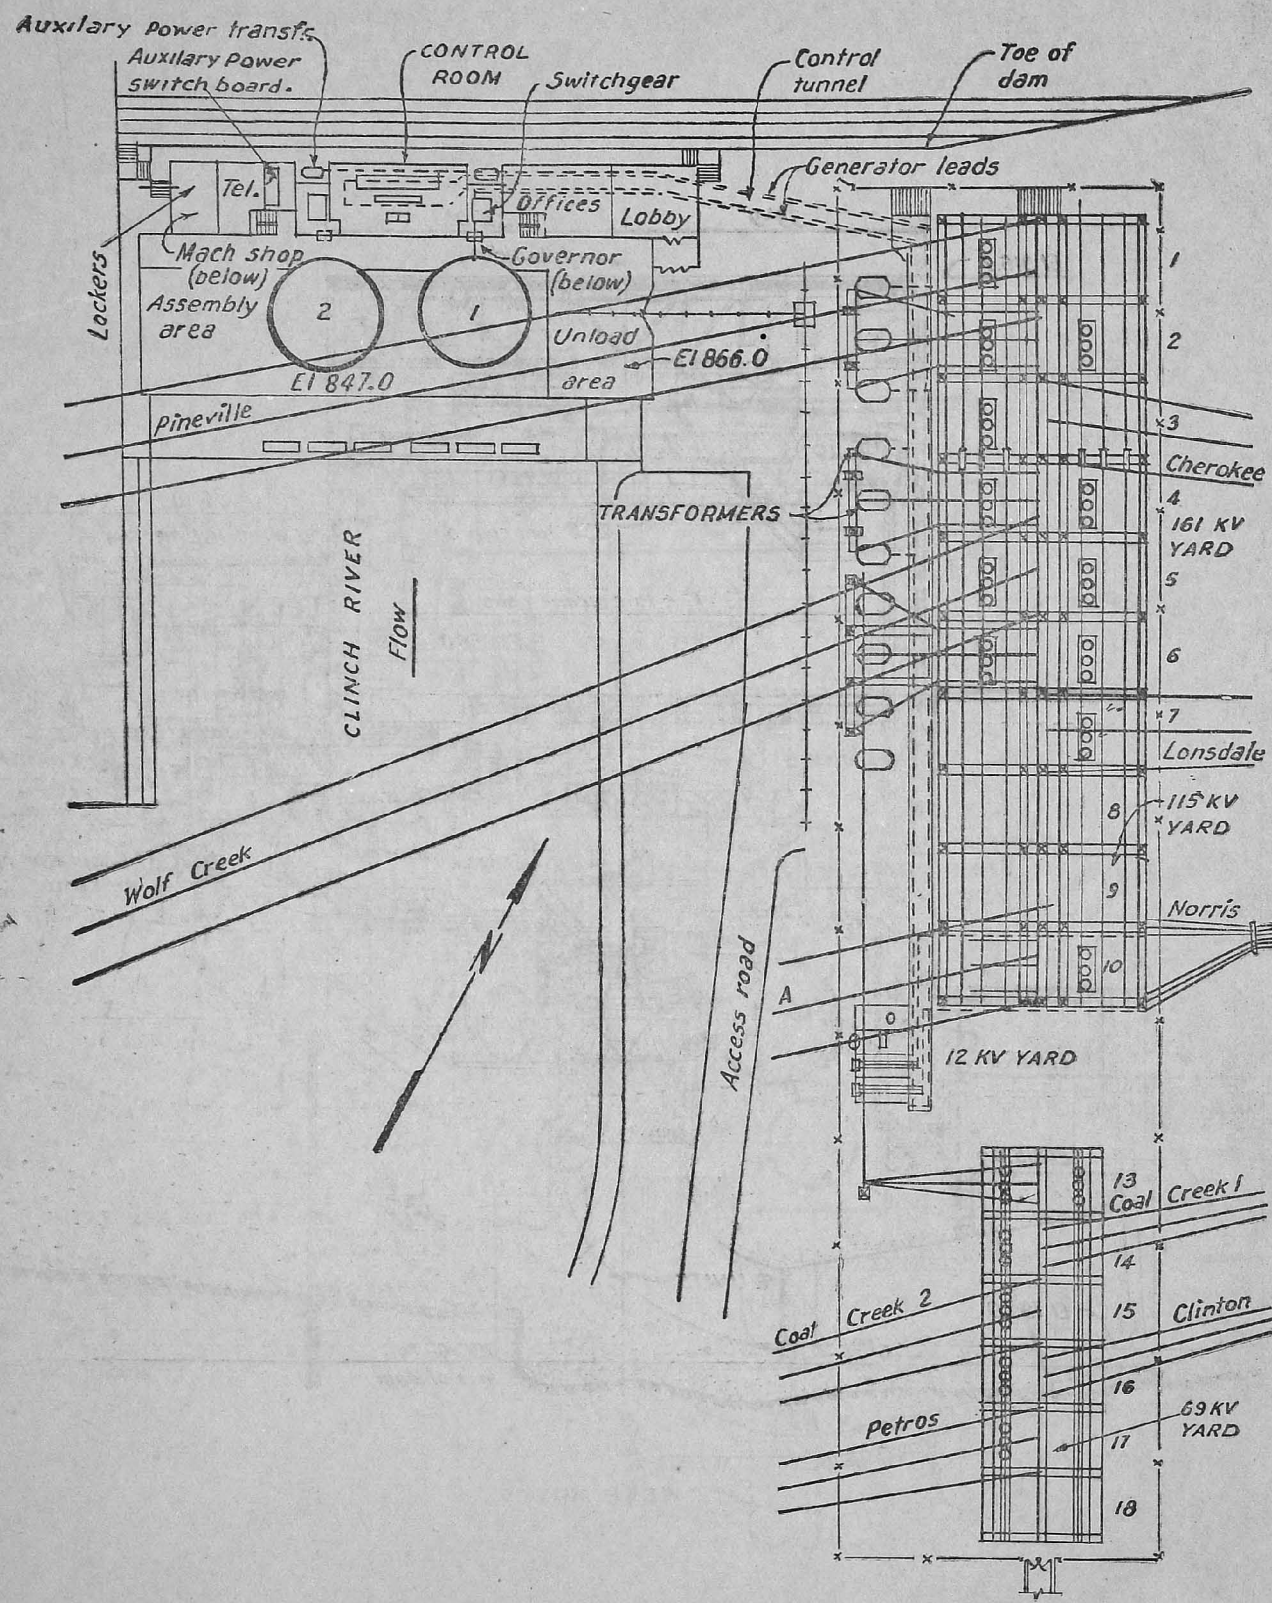 Auxilary Power transfs.
Auxilary Power
switch board.
CONTROL
ROOM
Switchgear
Control
tunnel
Toe of
dam
Generator leads
Tel.
Offices
Lobby
Lockers
Mach shop
(below)
Governor
(below)
Assembly
area
2
1
Unload
area
El 866.0
El 847.0
Pineville
1
2
3
Cherokee
4
161 KV
YARD
TRANSFORMERS
5
6
7
Lonsdale
CLINCH RIVER
Flow
8
115 KV
YARD
9
Norris
10
Wolf Creek
N
A
Access road
12 KV YARD
13
Coal Creek 1
14
Coal Creek 2
15
Clinton
16
Petros
69 KV
YARD
17
18